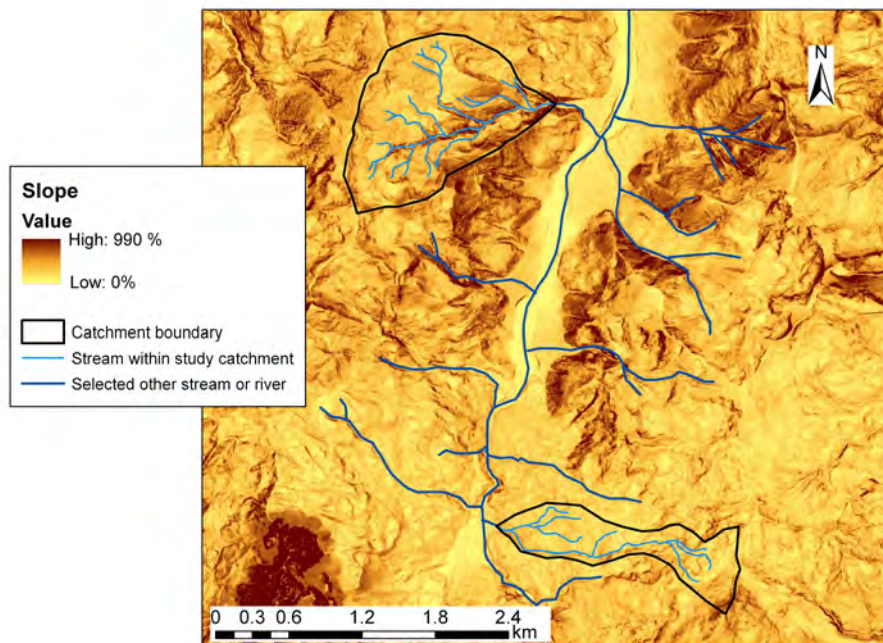 N
Slope
Value
High: 990 %
Low: 0%
Catchment boundary
Stream within study catchment
Selected other stream or river
0 0.3 0.6 1.2 1.8 2.4
km